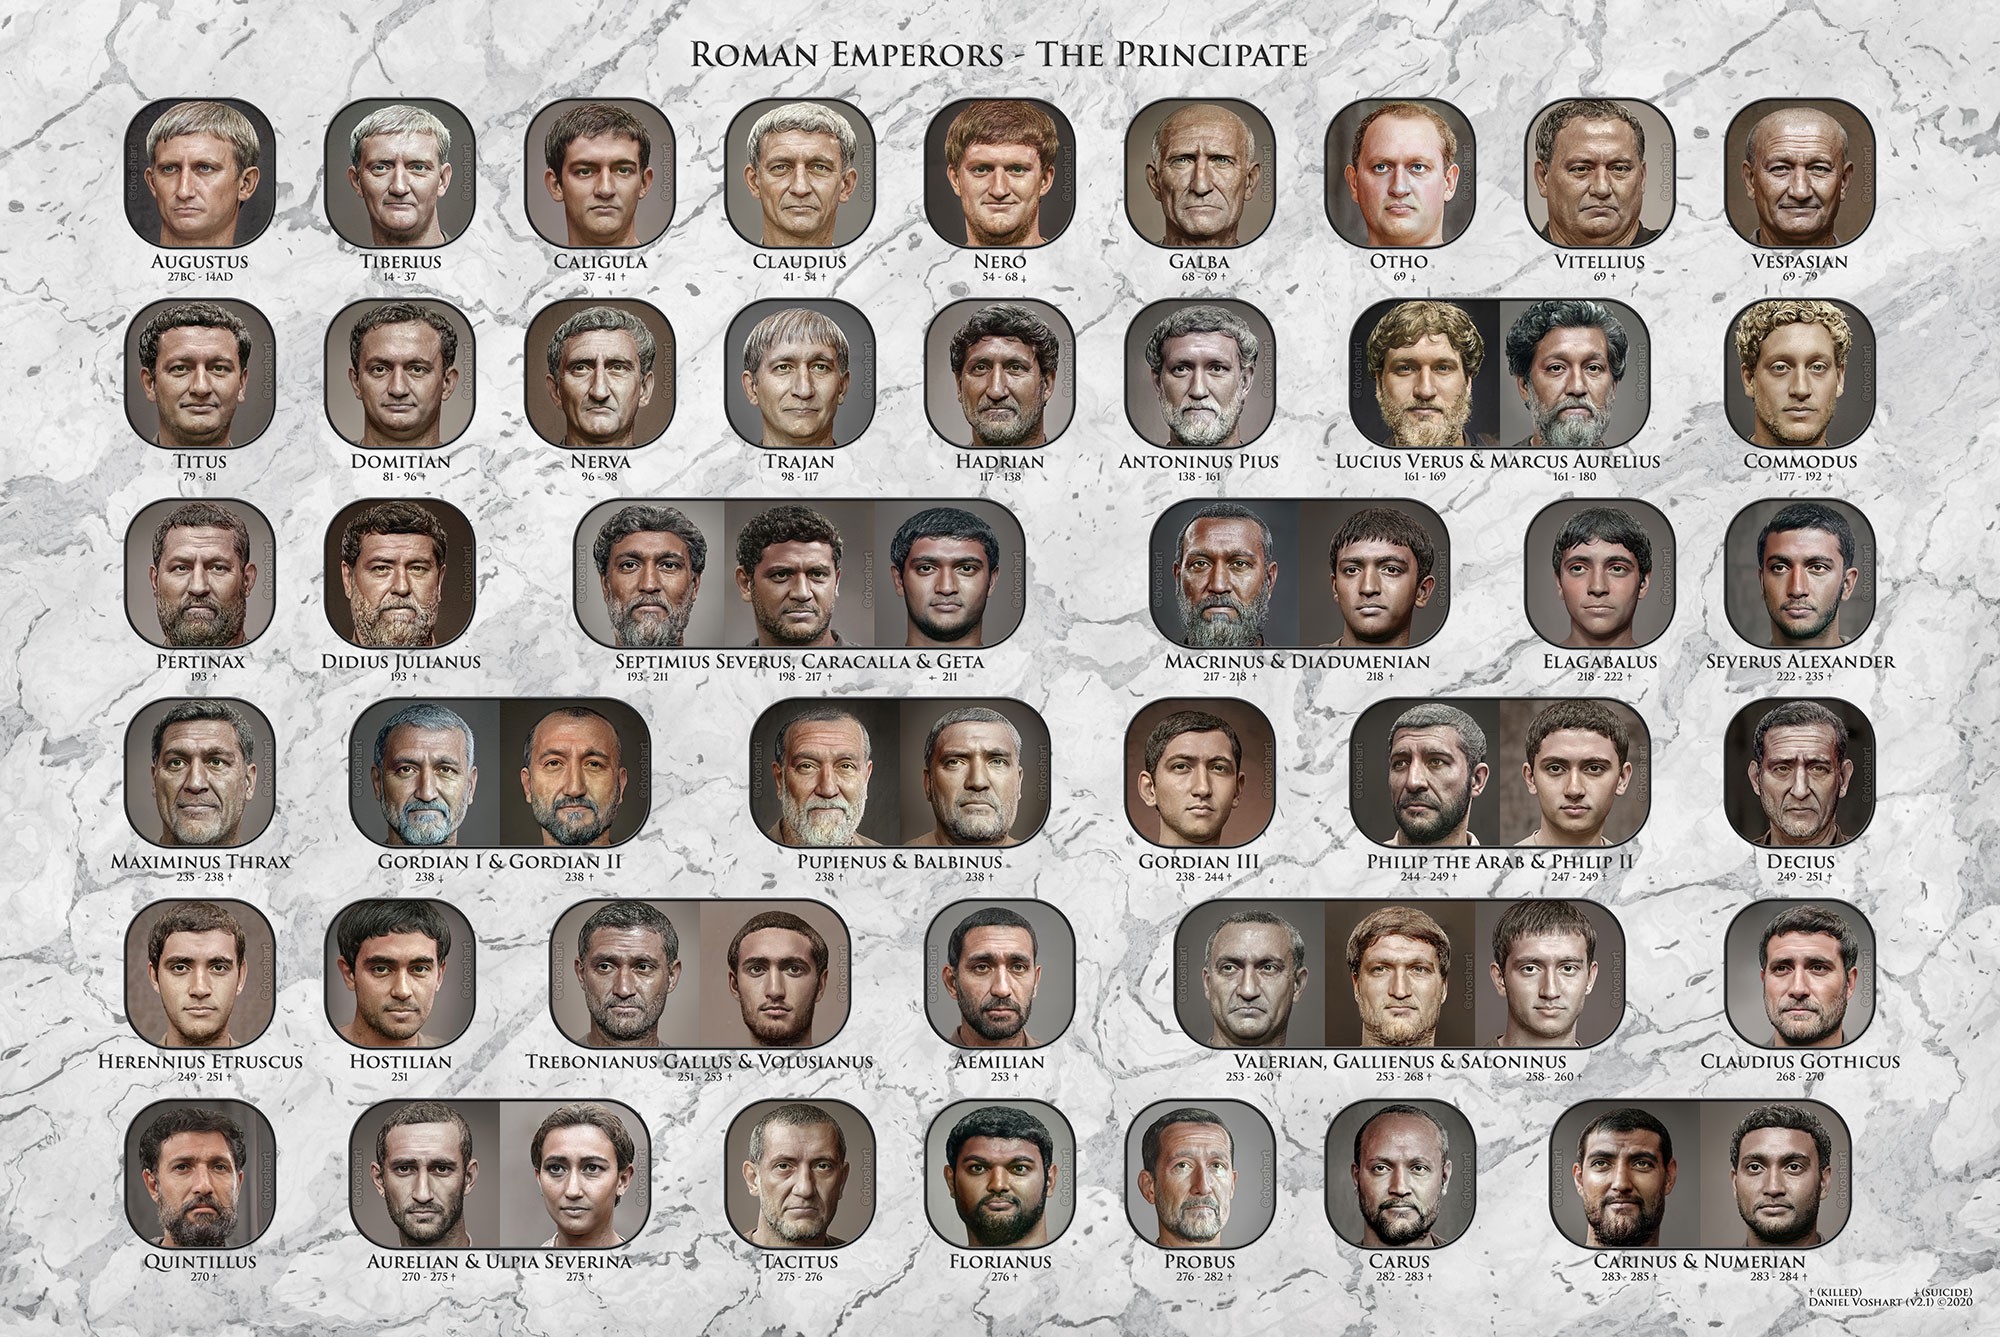 Roman Emperors - The Principate
Augustus Tiberius Caligula Claudius Nero Galba Otho Vitellius Vespasian
27BC - 14AD 14 - 37 37 - 41 † 41 - 54 † 54 - 68 ⸸ 68 - 69 † 69 ⸸ 69 † 69 - 79
Titus Domitian Nerva Trajan Hadrian Antoninus Pius Lucius Verus & Marcus Aurelius Commodus
79 - 81 81 - 96 † 96 - 98 98 - 117 117 - 138 138 - 161 161 - 169 161 - 180 177 - 192 †
Pertinax Didius Julianus Septimius Severus, Caracalla & Geta Macrinus & Diadumenian Elagabalus Severus Alexander
193 † 193 † 193 - 211 198 - 217 † - 211 217 - 218 † 218 † 218 - 222 † 222 - 235 †
Maximinus Thrax Gordian I & Gordian II Pupienus & Balbinus Gordian III Philip the Arab & Philip II Decius
235 - 238 † 238 ⸸ 238 † 238 † 238 † 238 - 244 † 244 - 249 † 247 - 249 † 249 - 251 †
Herennius Etruscus Hostilian Trebonianus Gallus & Volusianus Aemilian Valerian, Gallienus & Saloninus Claudius Gothicus
249 - 251 † 251 251 - 253 † 253 † 253 - 260 † 253 - 268 † 258 - 260 † 268 - 270
Quintillus Aurelian & Ulpia Severina Tacitus Florianus Probus Carus Carinus & Numerian
270 † 270 - 275 † 275 † 275 - 276 276 † 276 - 282 † 282 - 283 † 283 - 285 † 283 - 284 †
† (Killed) ⸸ (Suicide)
Daniel Voshart (v2.1) ©2020
@dvoshart